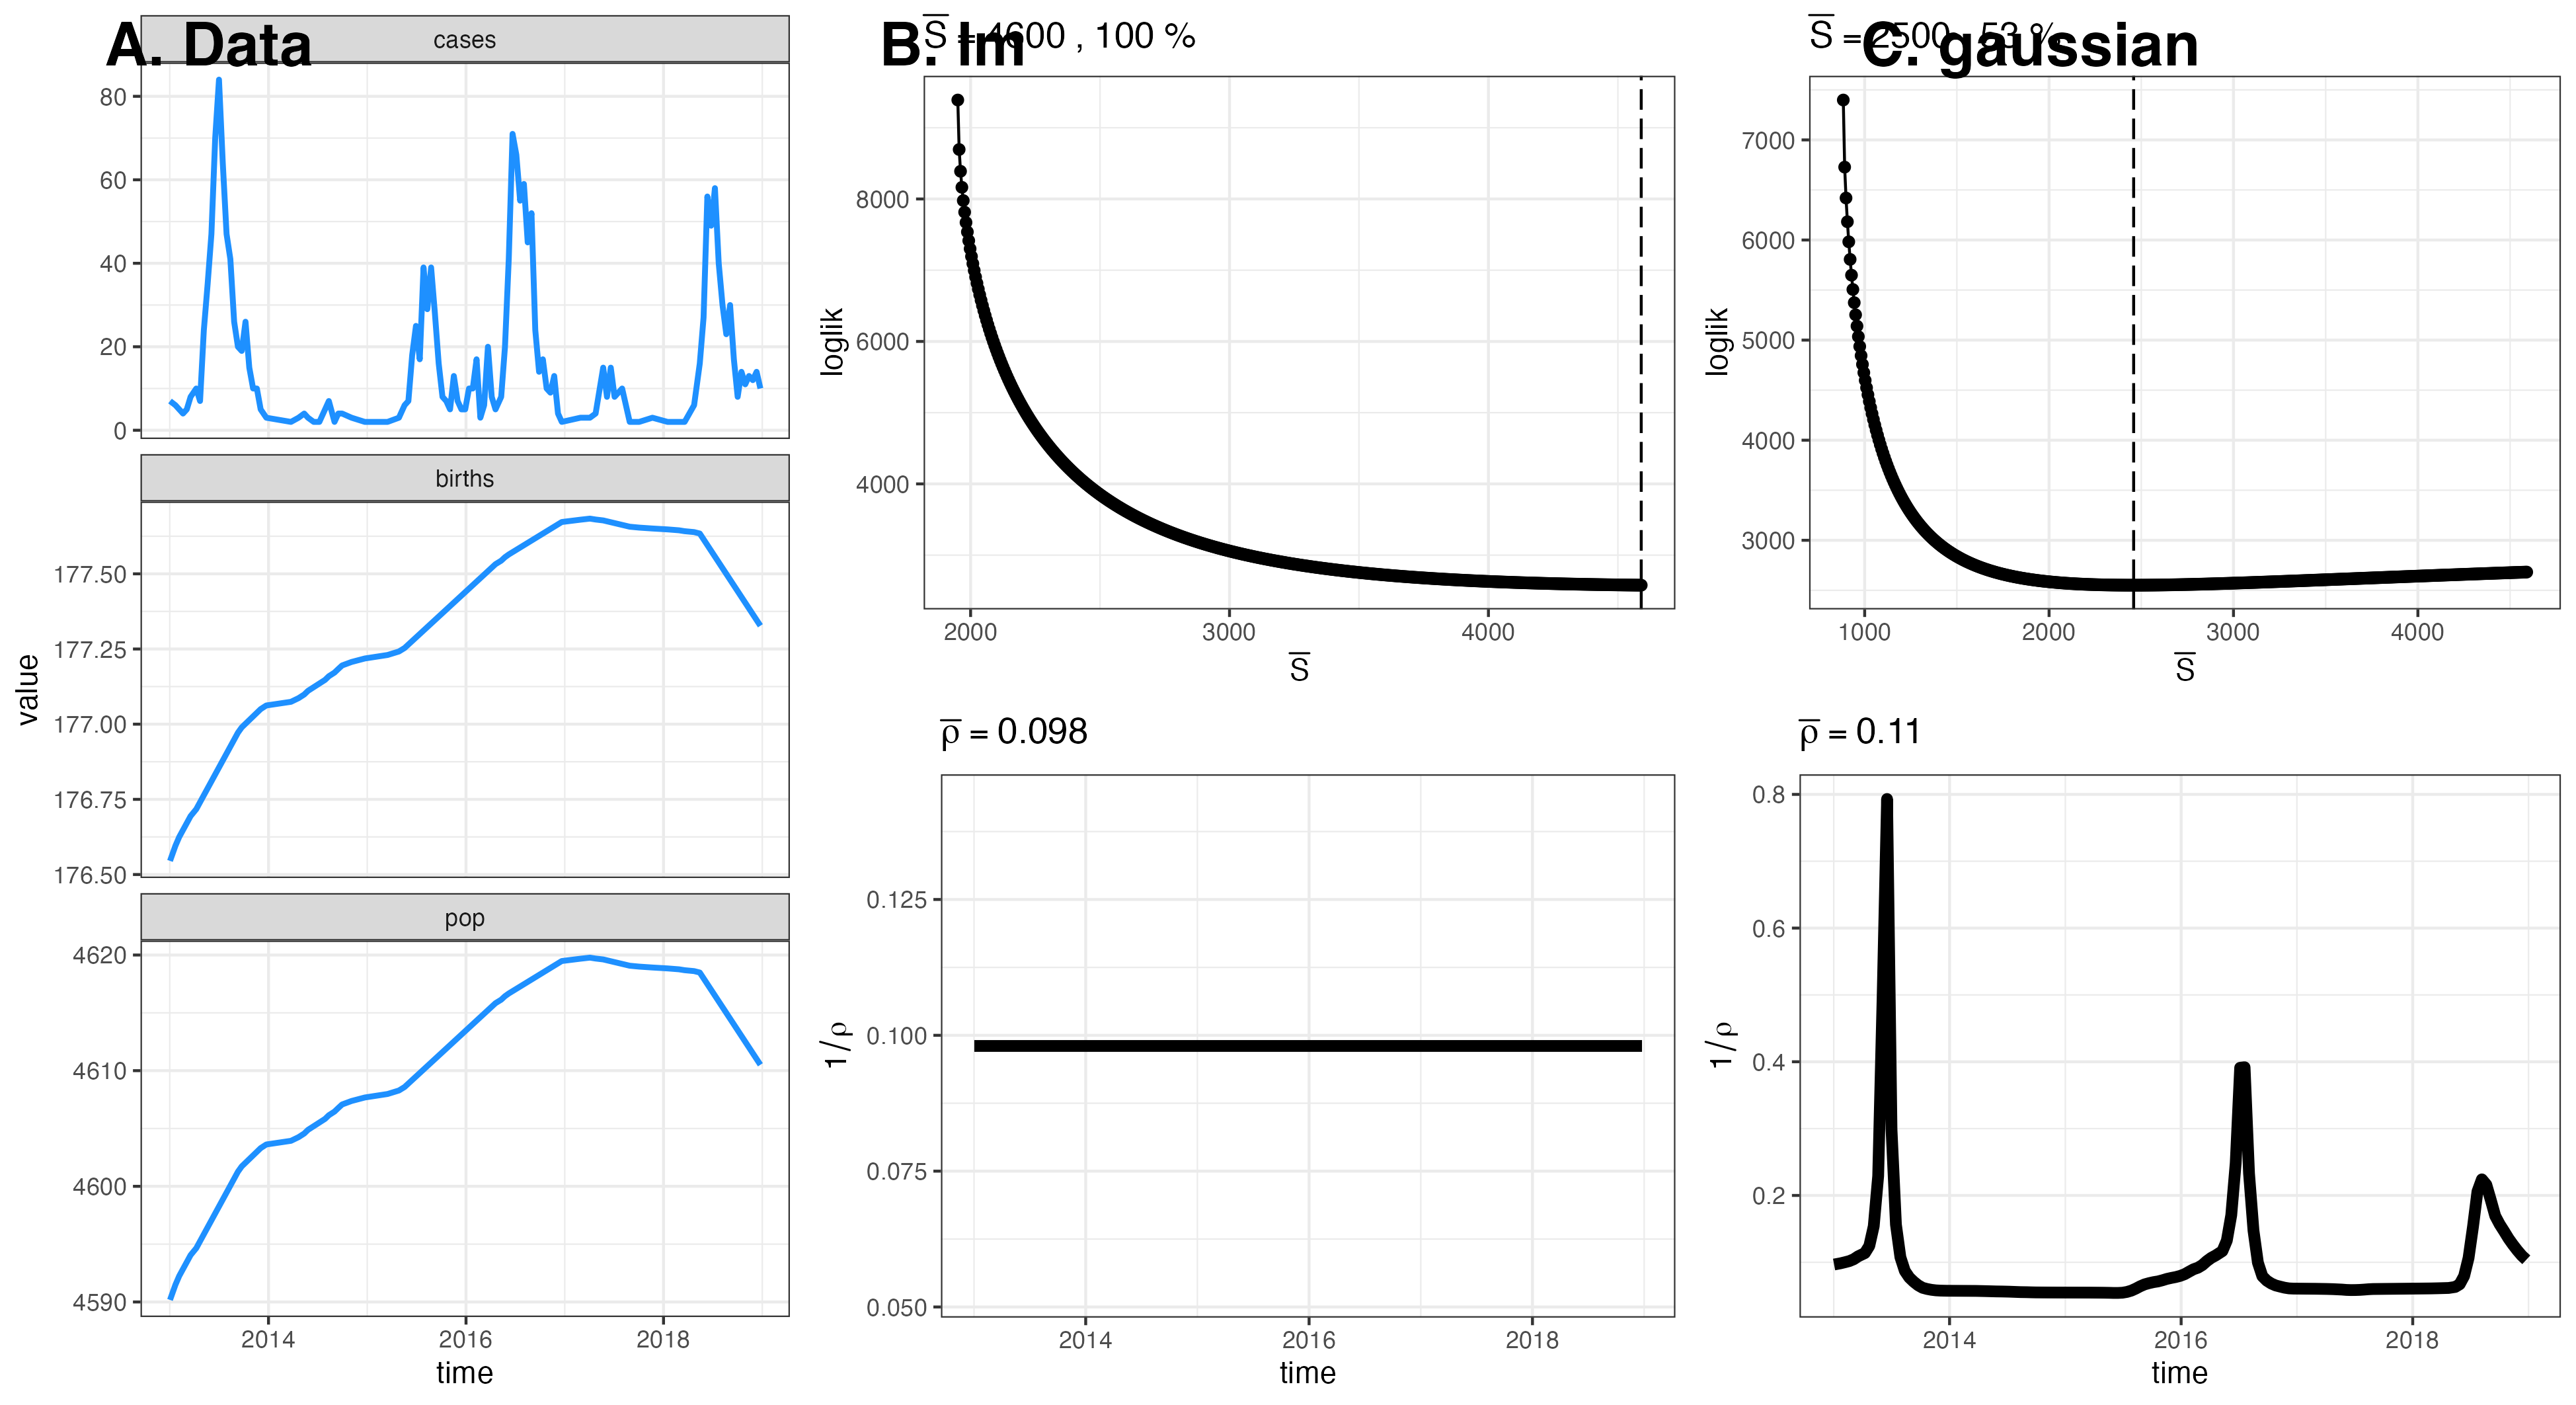 A. Data
cases
80
60
40
20
0
births
177.50
177.25
177.00
176.75
176.50
pop
4620
4610
4600
4590
value
2014 2016 2018
time
B. lm
S̅ = 4600 , 100 %
8000
6000
4000
loglik
2000 3000 4000
S̅
ρ̅ = 0.098
0.125
0.100
0.075
0.050
1/ρ
2014 2016 2018
time
C. gaussian
S̅ = 2500 , 53 %
7000
6000
5000
4000
3000
loglik
1000 2000 3000 4000
S̅
ρ̅ = 0.11
0.8
0.6
0.4
0.2
1/ρ
2014 2016 2018
time